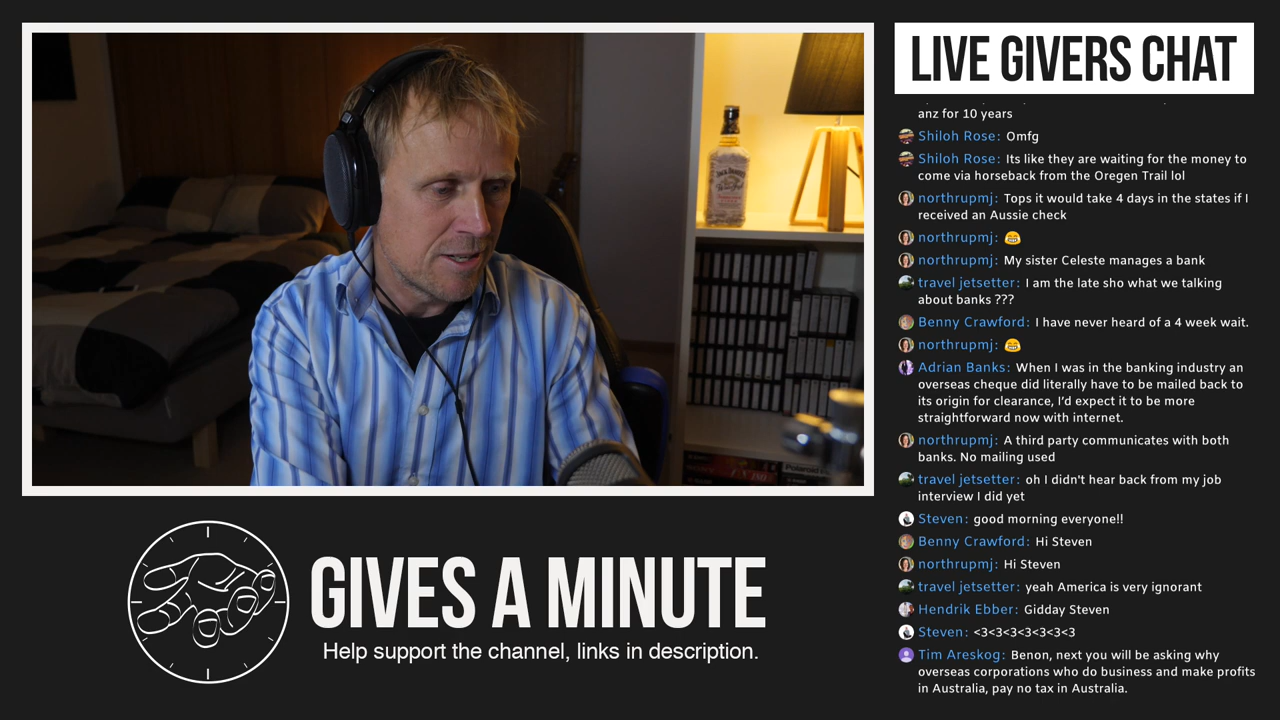 LIVE GIVERS CHAT
anz for 10 years
Shiloh Rose: Omfg
Shiloh Rose: Its like they are waiting for the money to
come via horseback from the Oregen Trail lol
northrupmj: Tops it would take 4 days in the states if I
received an Aussie check
northrupmj: 😁
northrupmj: My sister Celeste manages a bank
travel jetsetter: I am the late sho what we talking
about banks ???
Benny Crawford: I have never heard of a 4 week wait.
northrupmj: 😁
Adrian Banks: When I was in the banking industry an
overseas cheque did literally have to be mailed back to
its origin for clearance, I'd expect it to be more
straightforward now with internet.
northrupmj: A third party communicates with both
banks. No mailing used
travel jetsetter: oh I didn't hear back from my job
interview I did yet
Steven: good morning everyone!!
Benny Crawford: Hi Steven
northrupmj: Hi Steven
travel jetsetter: yeah America is very ignorant
Hendrik Ebber: Gidday Steven
Steven: <3<3<3<3<3<3<3
Tim Areskog: Benon, next you will be asking why
overseas corporations who do business and make profits
in Australia, pay no tax in Australia.
GIVES A MINUTE
Help support the channel, links in description.
Polaroid